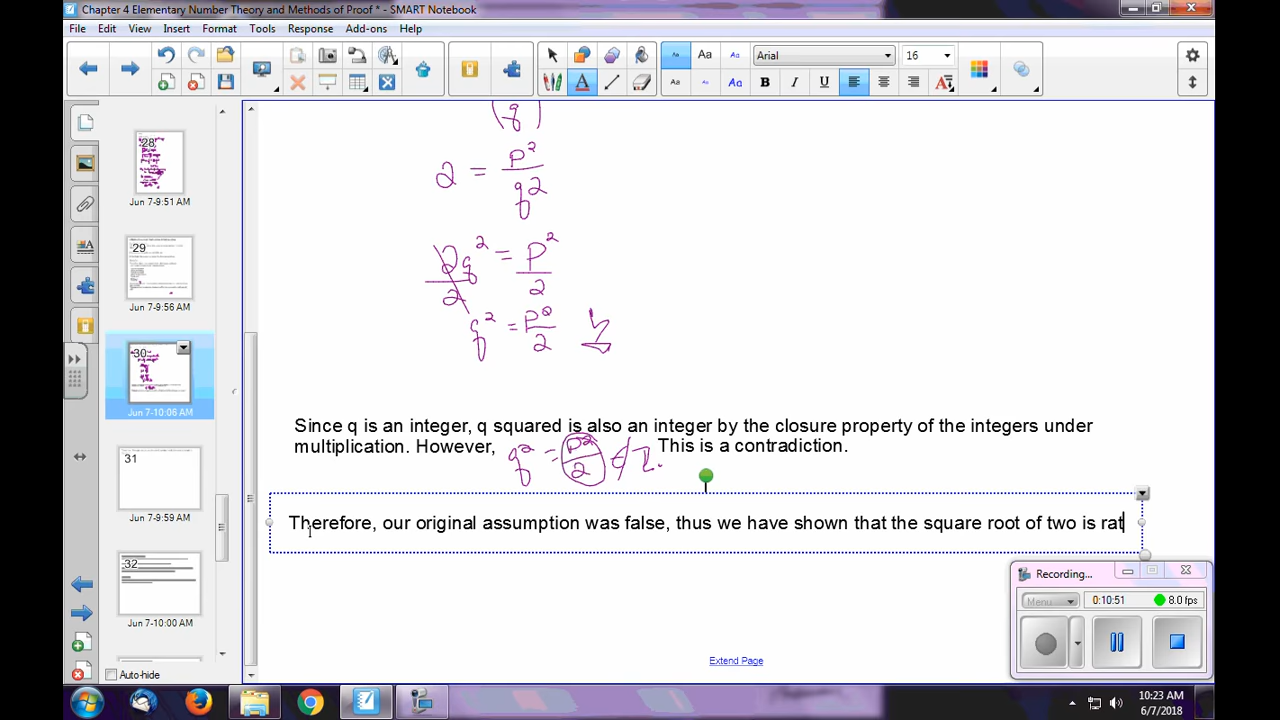 Chapter 4 Elementary Number Theory and Methods of Proof * - SMART Notebook
File Edit View Insert Format Tools Response Add-ons Help
Arial 16
28
Jun 7-9:51 AM
29
Jun 7-9:56 AM
30
Jun 7-10:06 AM
31
Jun 7-9:59 AM
32
Jun 7-10:00 AM
Auto-hide
(q)
2 = p²/q2
2q²/2 = P²/2
q² = P²/2
Since q is an integer, q squared is also an integer by the closure property of the integers under
multiplication. However, q² = P²/2 ∉ Z. This is a contradiction.
Therefore, our original assumption was false, thus we have shown that the square root of two is rat
Extend Page
Recording...
Menu 0:10:51 8.0 fps
10:23 AM
6/7/2018